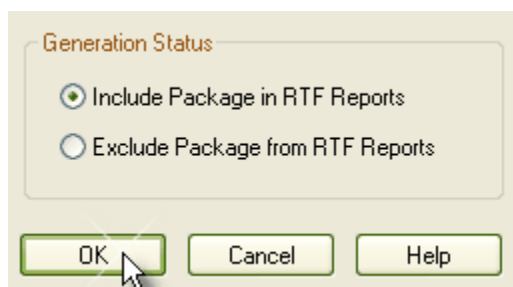 Generation Status
Include Package in RTF Reports
Exclude Package from RTF Reports
OK Cancel Help